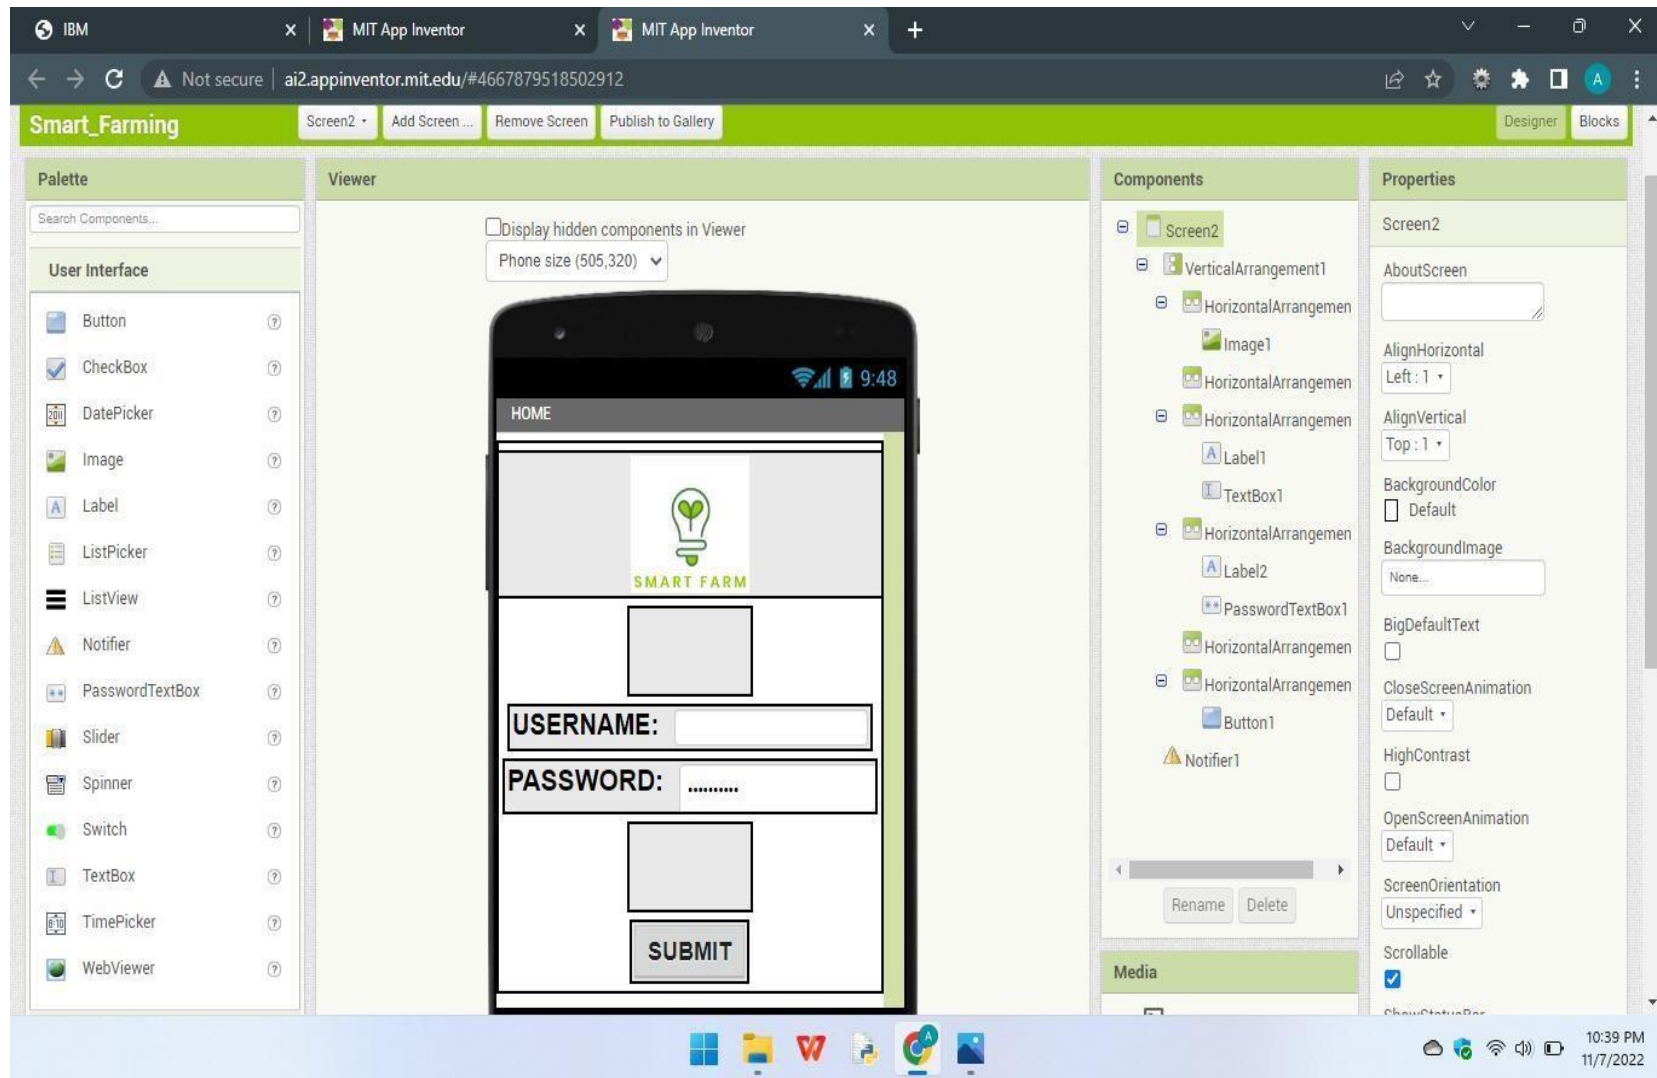 IBM
MIT App Inventor
MIT App Inventor
Not secure
ai2.appinventor.mit.edu/#4667879518502912
A
Smart_Farming
Screen2
Add Screen ...
Remove Screen
Publish to Gallery
Designer
Blocks
Palette
Search Components...
User Interface
Button
CheckBox
DatePicker
Image
Label
ListPicker
ListView
Notifier
PasswordTextBox
Slider
Spinner
Switch
TextBox
TimePicker
WebViewer
Viewer
Display hidden components in Viewer
Phone size (505,320)
9:48
HOME
SMART FARM
USERNAME:
PASSWORD:
SUBMIT
Components
Screen2
VerticalArrangement1
HorizontalArrangemen
Image1
HorizontalArrangemen
HorizontalArrangemen
Label1
TextBox1
HorizontalArrangemen
Label2
PasswordTextBox1
HorizontalArrangemen
HorizontalArrangemen
Button1
Notifier1
Rename
Delete
Media
Properties
Screen2
AboutScreen
AlignHorizontal
Left : 1
AlignVertical
Top : 1
BackgroundColor
Default
BackgroundImage
None...
BigDefaultText
CloseScreenAnimation
Default
HighContrast
OpenScreenAnimation
Default
ScreenOrientation
Unspecified
Scrollable
ShowStatusBar
10:39 PM
11/7/2022